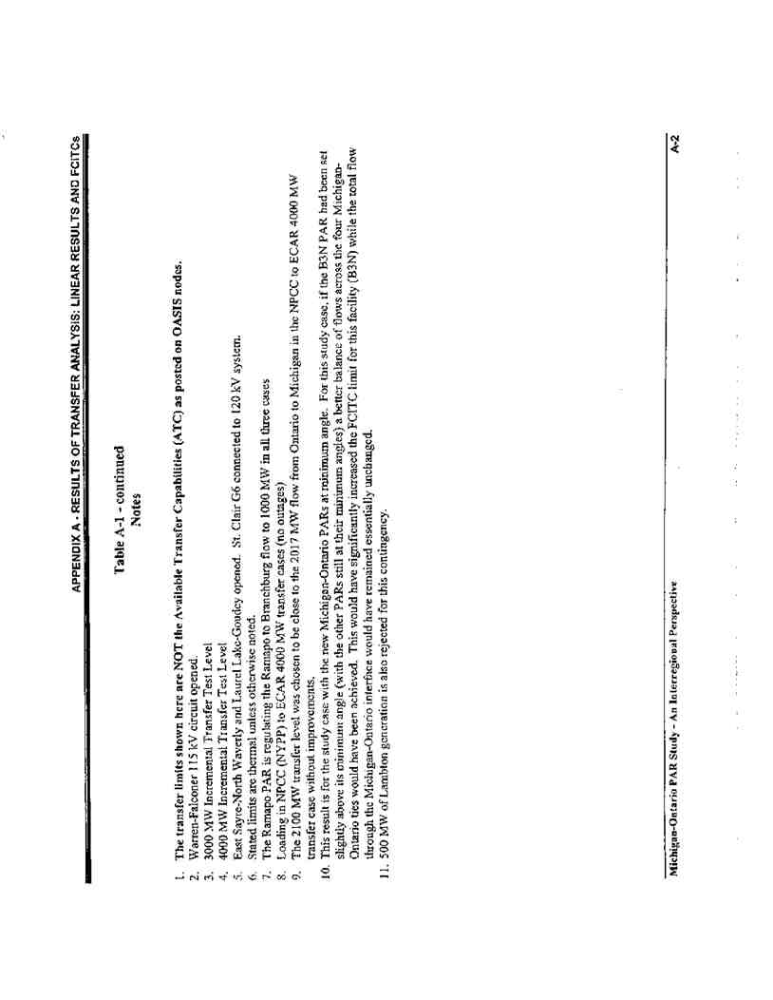 APPENDIX A - RESULTS OF TRANSFER ANALYSIS: LINEAR RESULTS AND FCITCs
Table A-1 - continued
Notes
1. The transfer limits shown here are NOT the Available Transfer Capabilities (ATC) as posted on OASIS nodes.
2. Warren-Falconer 115 kV circuit opened.
3. 3000 MW Incremental Transfer Test Level
4. 4000 MW Incremental Transfer Test Level
5. East Sayre-North Waverly and Laurel Lake-Goudey opened. St. Clair G6 connected to 120 kV system.
6. Stated limits are thermal unless otherwise noted.
7. The Ramapo PAR is regulating the Ramapo to Branchburg flow to 1000 MW in all three cases
8. Loading in NPCC (NYPP) to ECAR 4000 MW transfer cases (no outages)
9. The 2100 MW transfer level was chosen to be close to the 2017 MW flow from Ontario to Michigan in the NPCC to ECAR 4000 MW
transfer case without improvements.
10. This result is for the study case with the new Michigan-Ontario PARs at minimum angle. For this study case, if the B3N PAR had been set
slightly above its minimum angle (with the other PARs still at their minimum angles) a better balance of flows across the four Michigan-
Ontario ties would have been achieved. This would have significantly increased the FCITC limit for this facility (B3N) while the total flow
through the Michigan-Ontario interface would have remained essentially unchanged.
11. 500 MW of Lambton generation is also rejected for this contingency.
Michigan-Ontario PAR Study - An Interregional Perspective
A-2